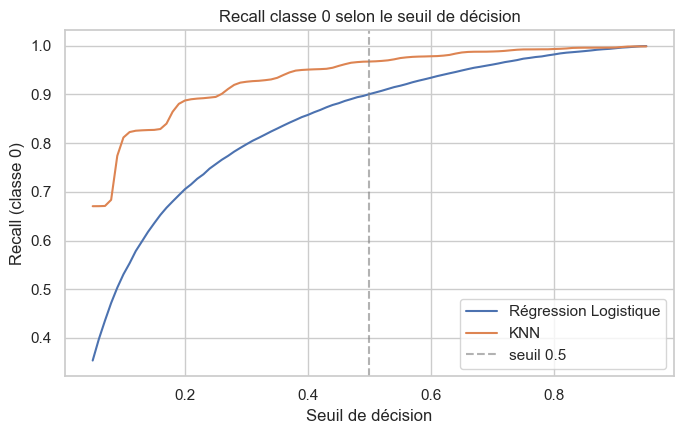 Recall classe 0 selon le seuil de décision
1.0
0.9
0.8
0.7
0.6
0.5
0.4
Recall (classe 0)
Régression Logistique
KNN
seuil 0.5
0.2
0.4
0.6
0.8
Seuil de décision